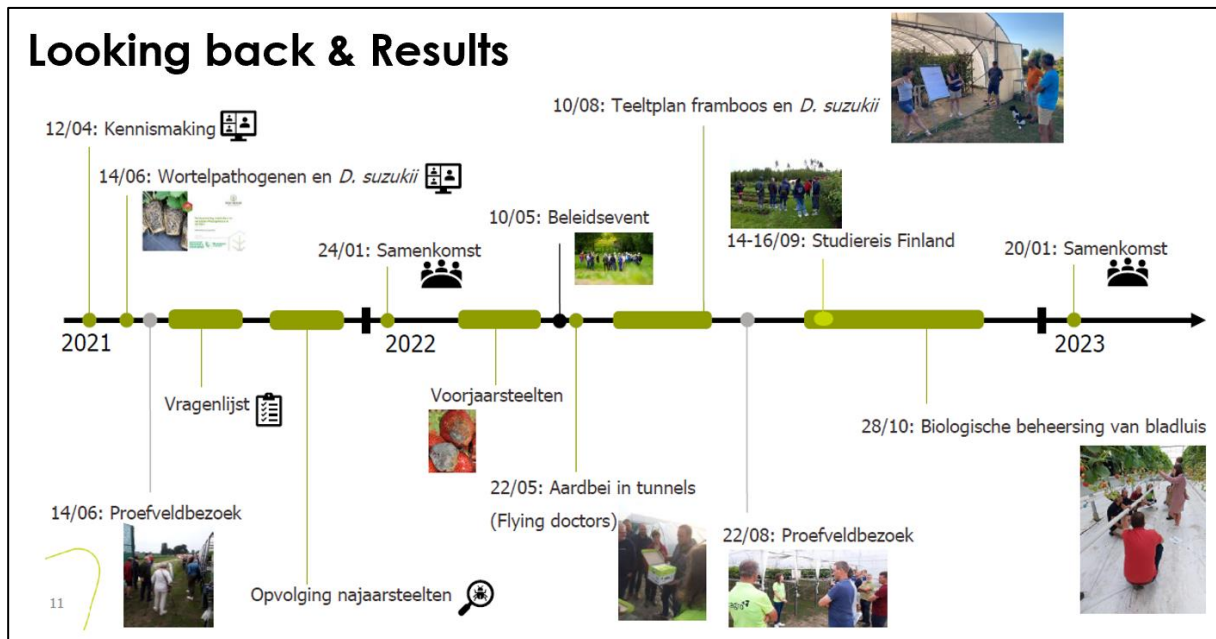 Looking back & Results
12/04: Kennismaking
14/06: Wortelpathogenen en D. suzukii
24/01: Samenkomst
10/05: Beleidsevent
10/08: Teeltplan framboos en D. suzukii
14-16/09: Studiereis Finland
20/01: Samenkomst
2021
2022
2023
Vragenlijst
Voorjaarsteelten
28/10: Biologische beheersing van bladluis
14/06: Proefveldbezoek
22/05: Aardbei in tunnels
(Flying doctors)
22/08: Proefveldbezoek
Opvolging najaarsteelten
11